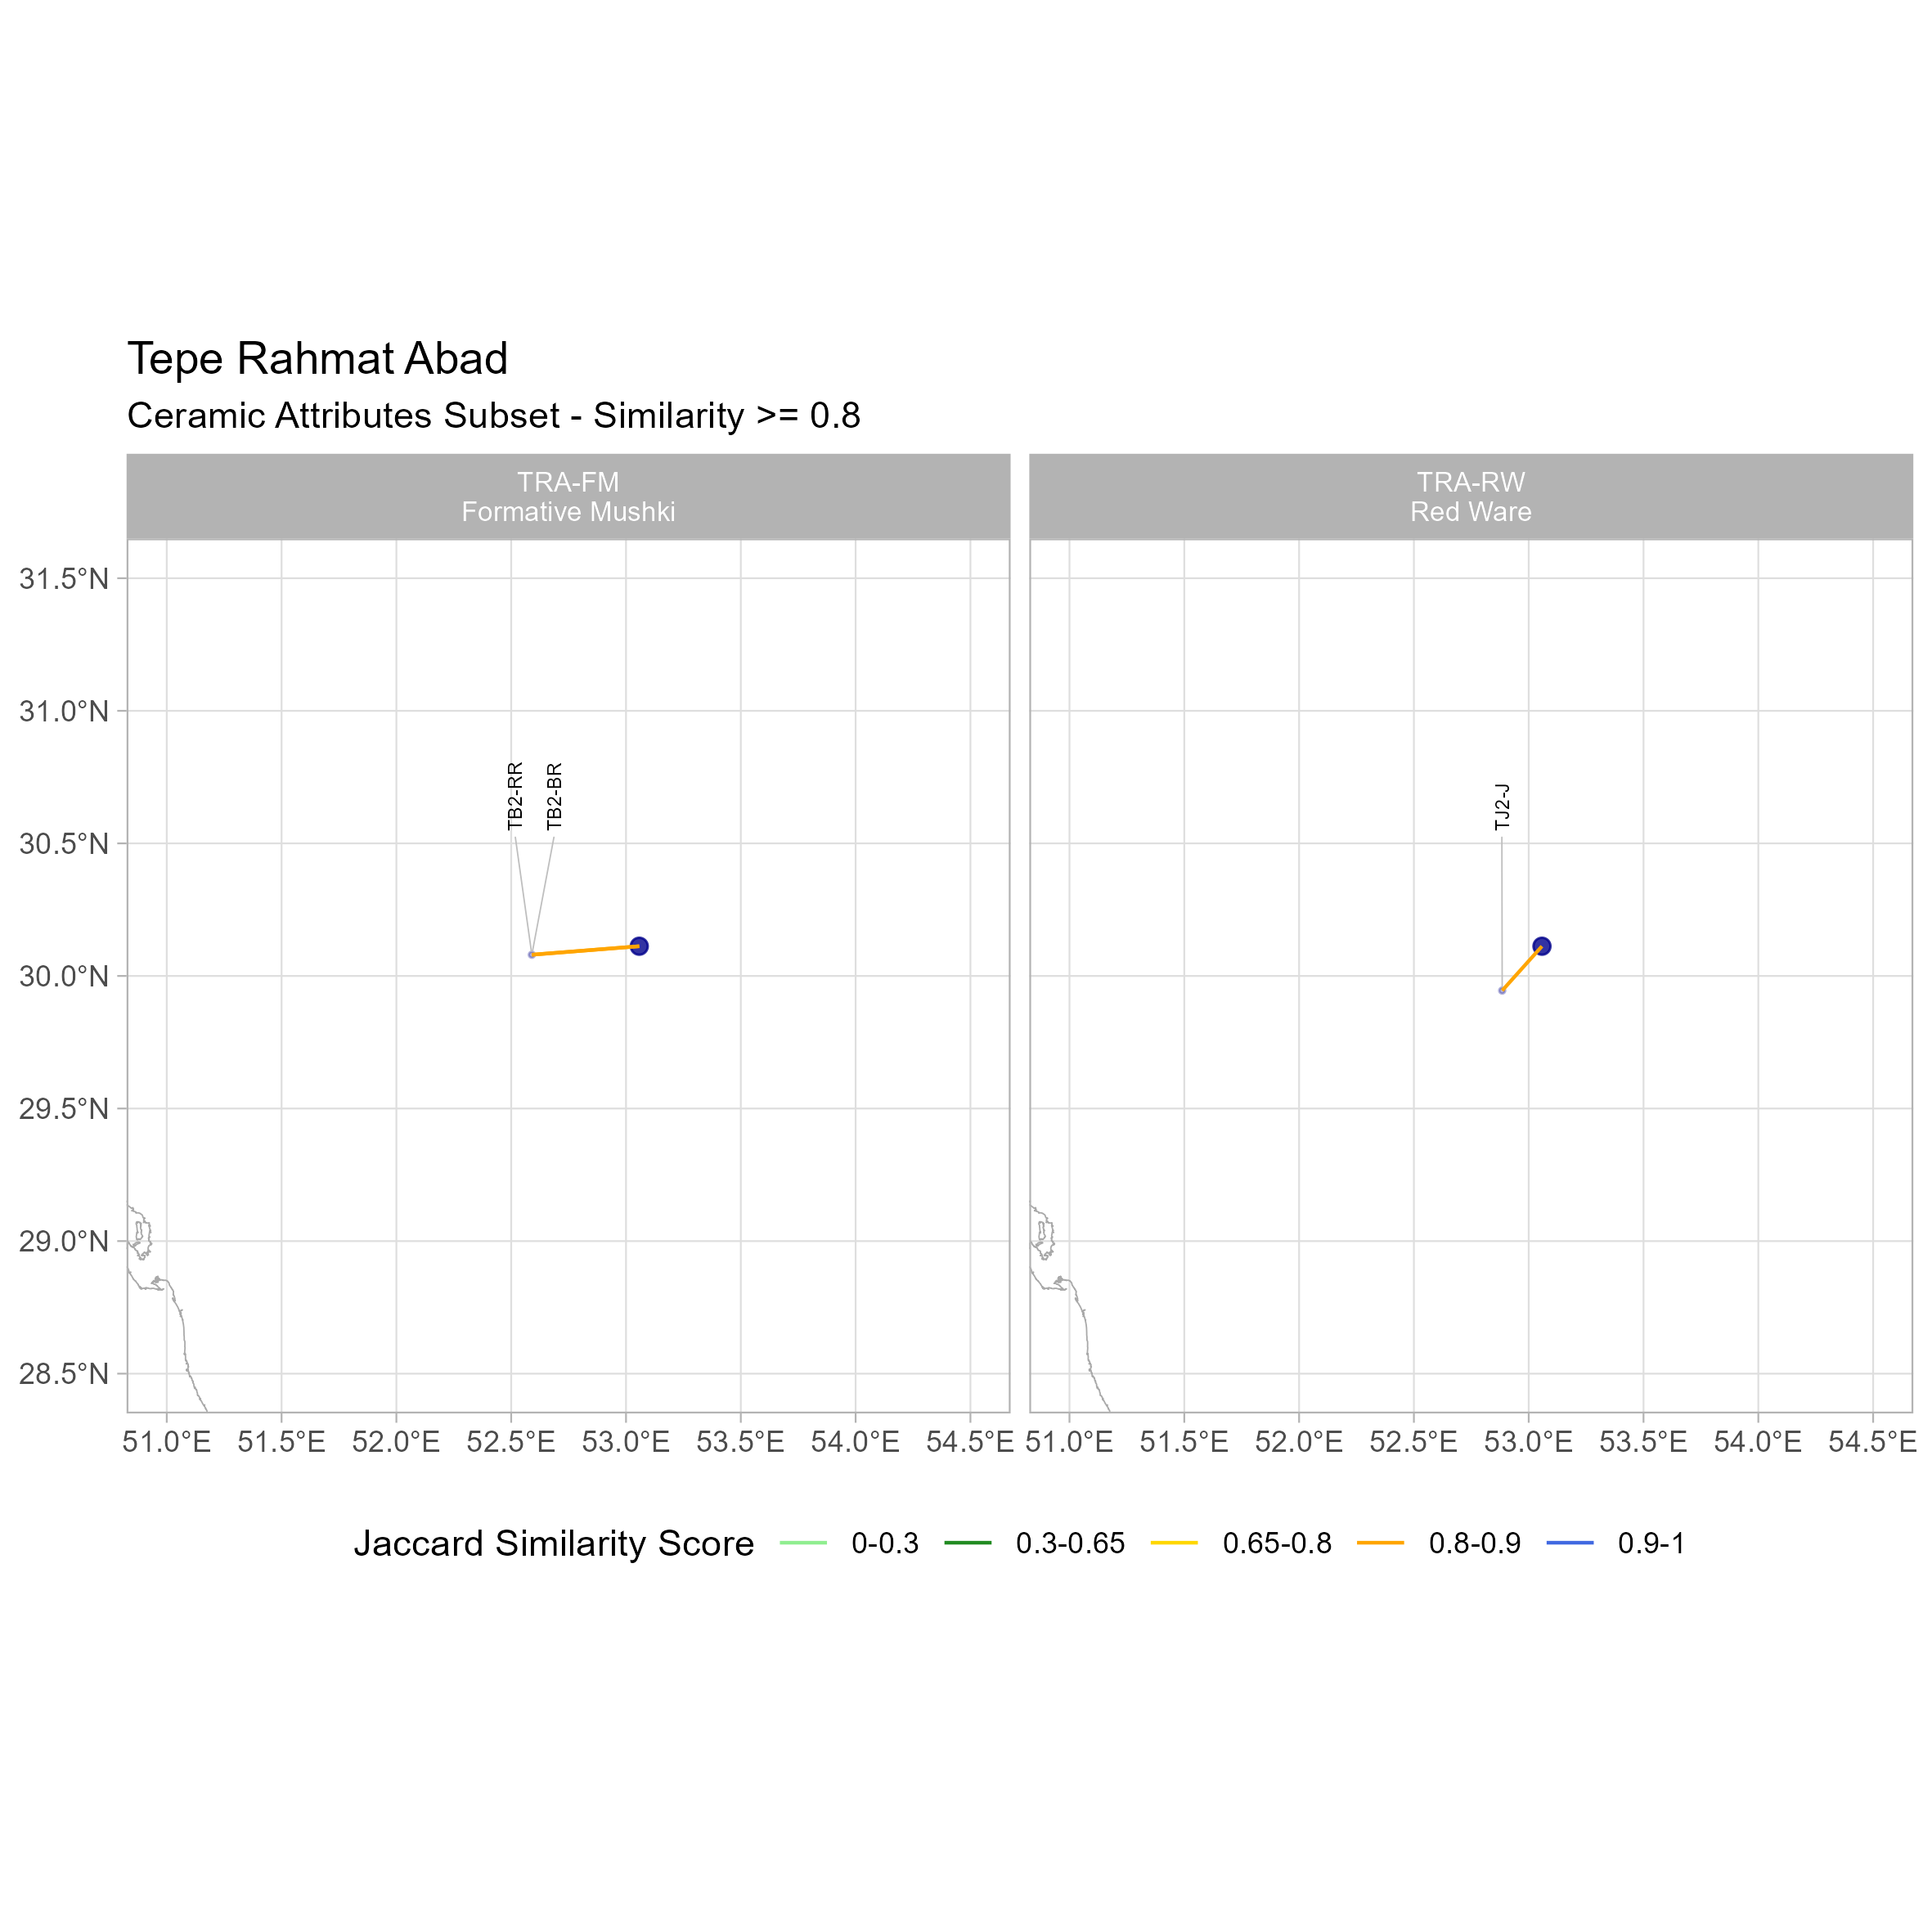 Tepe Rahmat Abad
Ceramic Attributes Subset - Similarity >= 0.8
TRA-FM
Formative Mushki
TRA-RW
Red Ware
31.5°N
31.0°N
30.5°N
30.0°N
29.5°N
29.0°N
28.5°N
TB2-RR
TB2-BR
TJ2-J
51.0°E 51.5°E 52.0°E 52.5°E 53.0°E 53.5°E 54.0°E 54.5°E 51.0°E 51.5°E 52.0°E 52.5°E 53.0°E 53.5°E 54.0°E 54.5°E
Jaccard Similarity Score 0-0.3 0.3-0.65 0.65-0.8 0.8-0.9 0.9-1